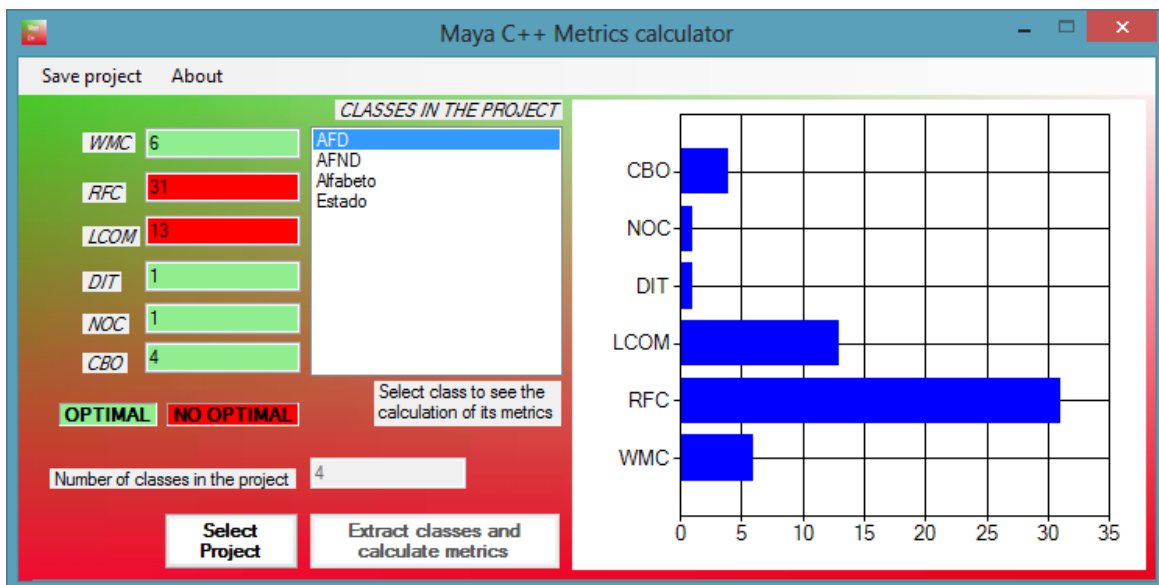 Maya C++ Metrics calculator
Save project About
CLASSES IN THE PROJECT
WMC 6
RFC 31
LCOM 13
DIT 1
NOC 1
CBO 4
AFD
AFND
Alfabeto
Estado
OPTIMAL NO OPTIMAL
Select class to see the
calculation of its metrics
Number of classes in the project 4
Select
Project
Extract classes and
calculate metrics
CBO
NOC
DIT
LCOM
RFC
WMC
0 5 10 15 20 25 30 35